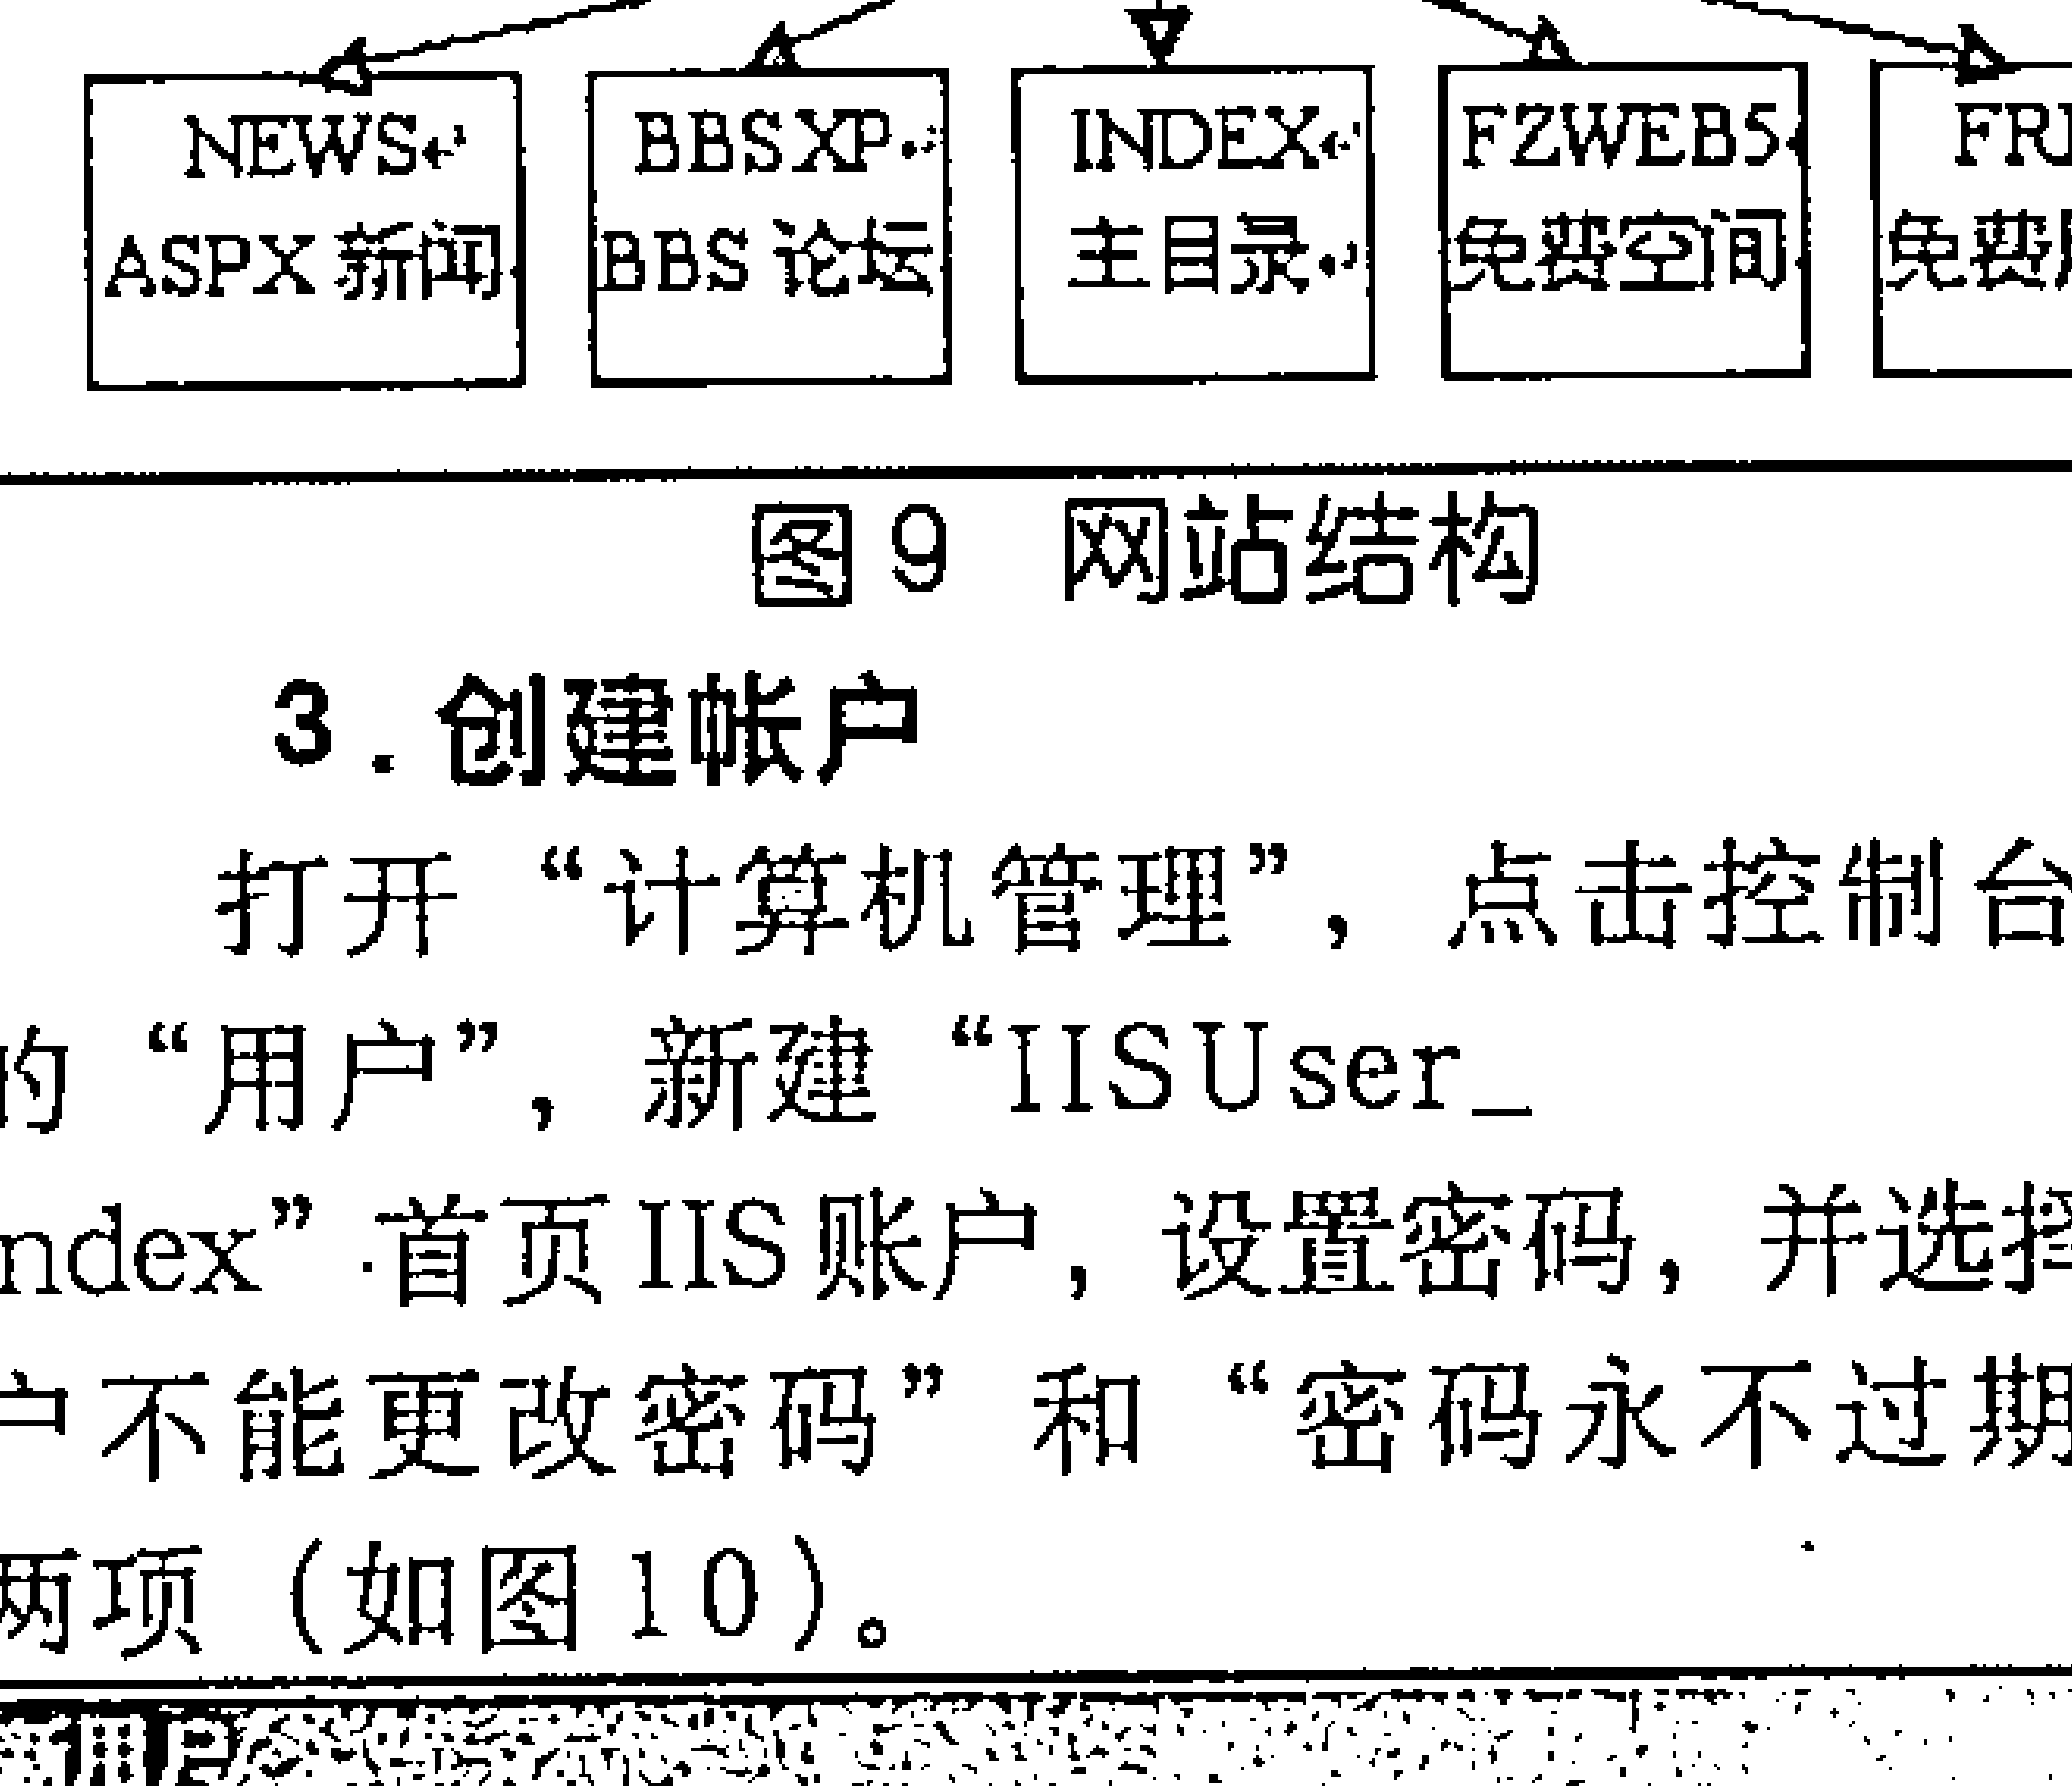 NEWS
ASPX 新闻
BBSXP
BBS 论坛
INDEX
主目录
FZWEB5
免费空间
FR
免费
图9 网站结构
3.创建帐户
打开“计算机管理”，点击控制台
的“用户”，新建“IISUser_
ndex”首页IIS账户，设置密码，并选择
户不能更改密码”和“密码永不过期
两项（如图10）。